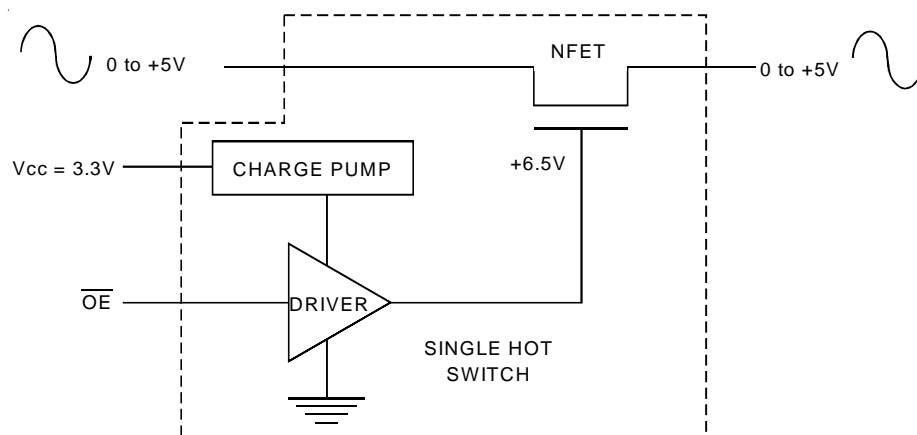 NFET
0 to +5V
0 to +5V
Vcc = 3.3V
CHARGE PUMP
+6.5V
OE
DRIVER
SINGLE HOT
SWITCH